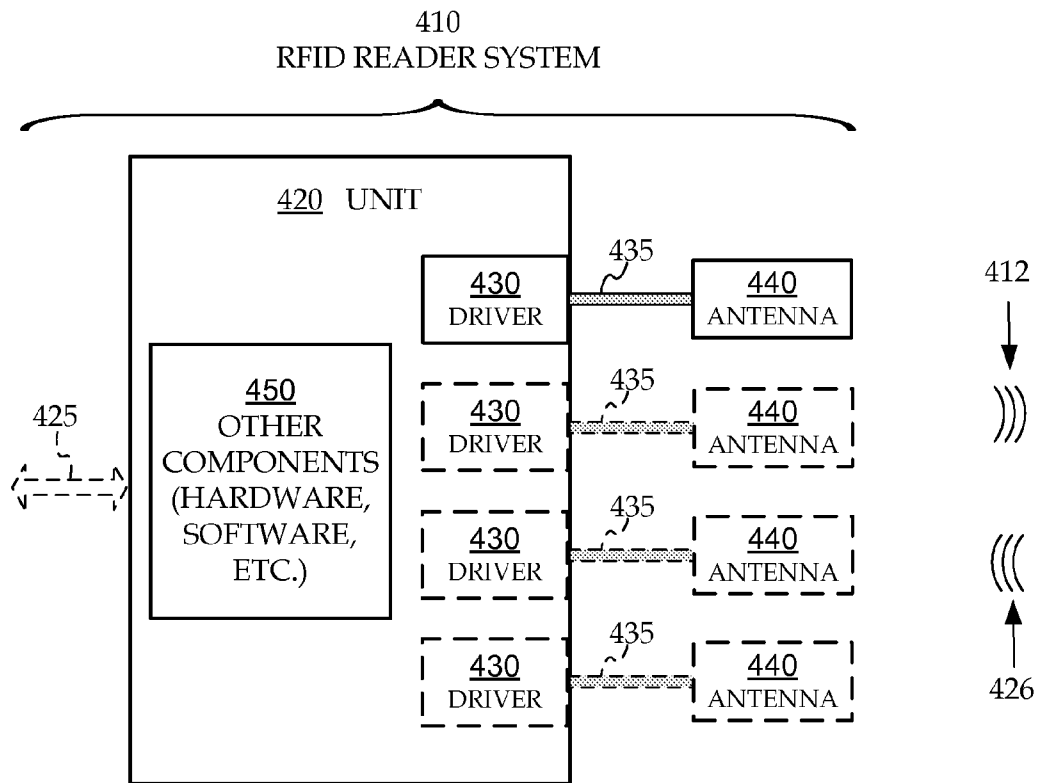 410
RFID READER SYSTEM
420 UNIT
435
430
DRIVER
440
ANTENNA
412
450
OTHER
COMPONENTS
(HARDWARE,
SOFTWARE,
ETC.)
425
435
430
DRIVER
440
ANTENNA
435
430
DRIVER
440
ANTENNA
435
430
DRIVER
440
ANTENNA
426